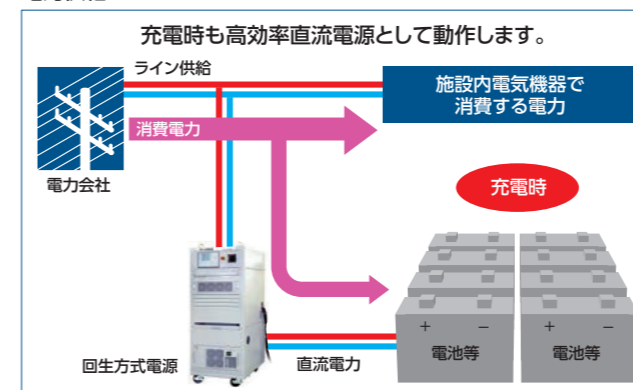 充電時も高効率直流電源として動作します。
ライン供給
施設内電気機器で
消費する電力
消費電力
電力会社
充電時
+ − + −
電池等 電池等
回生方式電源 直流電力